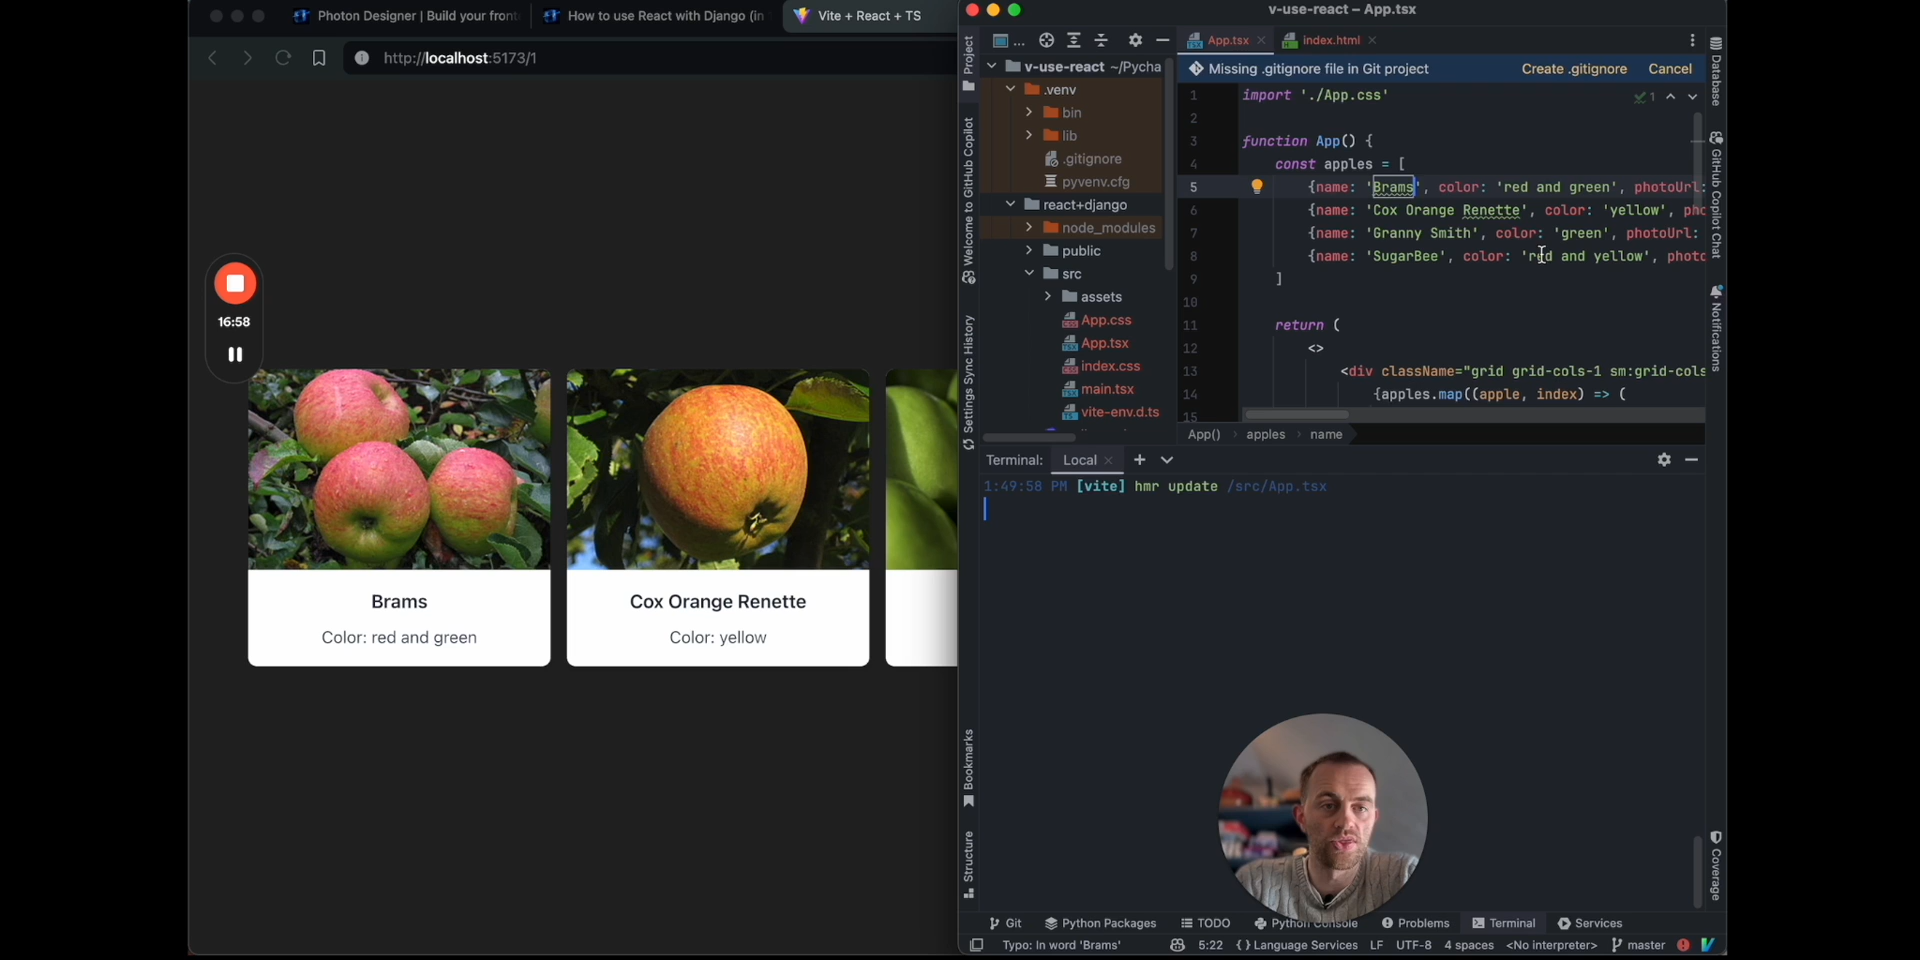 Photon Designer | Build your front
How to use React with Django (in
Vite + React + TS
http://localhost:5173/1
16:58
Brams
Color: red and green
Cox Orange Renette
Color: yellow
v-use-react – App.tsx
...
App.tsx
index.html
Project
v-use-react ~/Pycha
.venv
bin
lib
.gitignore
pyvenv.cfg
react+django
node_modules
public
src
assets
App.css
App.tsx
index.css
main.tsx
vite-env.d.ts
Welcome to GitHub Copilot
Settings Sync History
Bookmarks
Structure
Missing .gitignore file in Git project
Create .gitignore
Cancel
1
1 import './App.css'
2
3 function App() {
4 const apples = [
5 {name: 'Brams', color: 'red and green', photoUrl:
6 {name: 'Cox Orange Renette', color: 'yellow', pho
7 {name: 'Granny Smith', color: 'green', photoUrl:
8 {name: 'SugarBee', color: 'red and yellow', photo
9 ]
10
11 return (
12 <>
13 <div className="grid grid-cols-1 sm:grid-cols
14 {apples.map((apple, index) => (
15
App() apples name
Database
GitHub Copilot Chat
Notifications
Coverage
Terminal: Local
1:49:58 PM [vite] hmr update /src/App.tsx
Git
Python Packages
TODO
Python Console
Problems
Terminal
Services
Typo: In word 'Brams'
5:22
{ } Language Services
LF
UTF-8
4 spaces
<No interpreter>
master